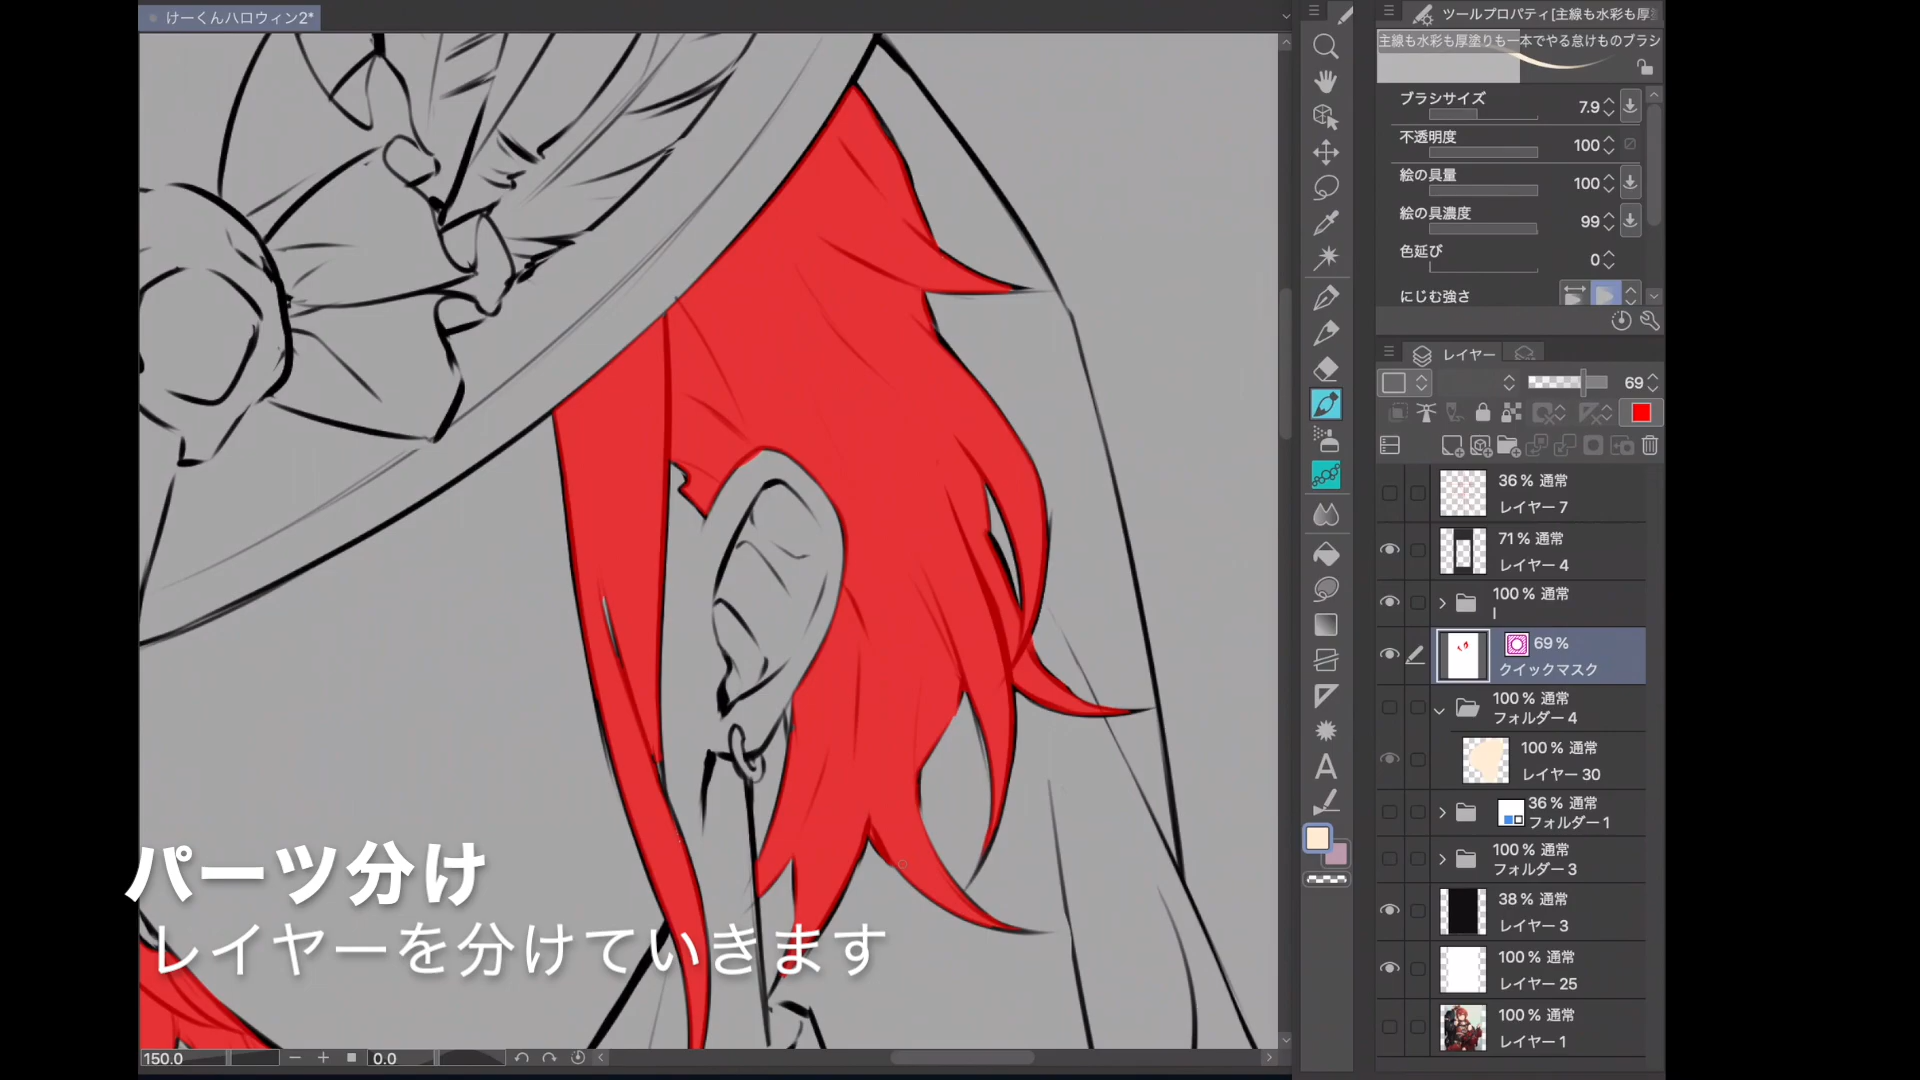 けーくんハロウィン2*
ツールプロパティ[主線も水彩も厚塗
主線も水彩も厚塗りも一本でやる怠けものブラシ
ブラシサイズ 7.9
不透明度 100
絵の具量 100
絵の具濃度 99
色延び 0
にじむ強さ
レイヤー
69
36% 通常
レイヤー 7
71% 通常
レイヤー 4
100% 通常
l
69%
クイックマスク
100% 通常
フォルダー 4
100% 通常
レイヤー 30
36% 通常
フォルダー 1
100% 通常
フォルダー 3
38% 通常
レイヤー 3
100% 通常
レイヤー 25
100% 通常
レイヤー 1
パーツ分け
レイヤーを分けていきます
150.0
0.0